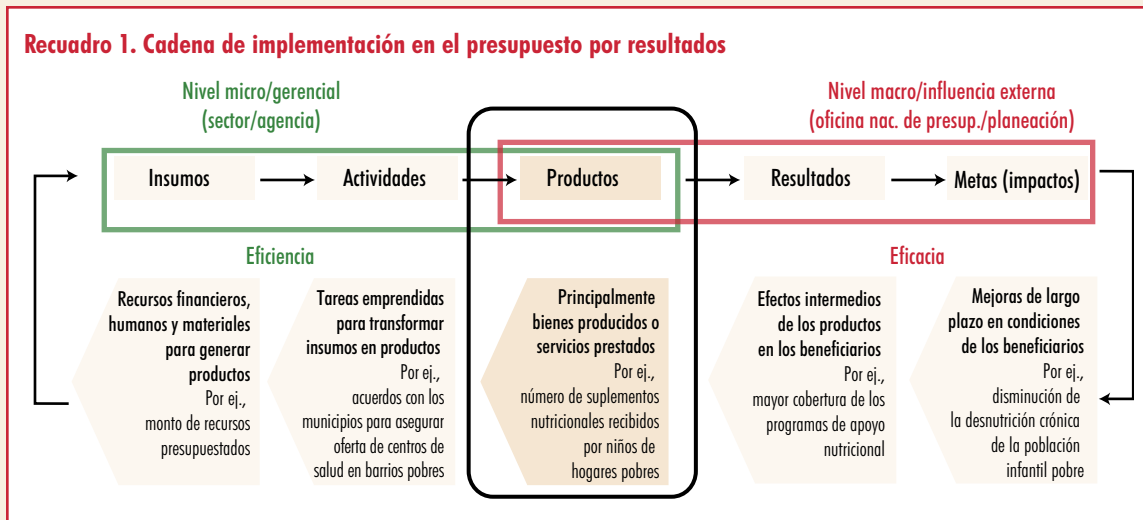 Recuadro 1. Cadena de implementación en el presupuesto por resultados
Nivel micro/gerencial
(sector/agencia)
Nivel macro/influencia externa
(oficina nac. de presup./planeación)
Insumos
Actividades
Productos
Resultados
Metas (impactos)
Eficiencia
Eficacia
Recursos financieros,
humanos y materiales
para generar
productos
Por ej.,
monto de recursos
presupuestados
Tareas emprendidas
para transformar
insumos en productos
Por ej.,
acuerdos con los
municipios para asegurar
oferta de centros de
salud en barrios pobres
Principalmente
bienes producidos o
servicios prestados
Por ej.,
número de suplementos
nutricionales recibidos
por niños de
hogares pobres
Efectos intermedios
de los productos
en los beneficiarios
Por ej.,
mayor cobertura de los
programas de apoyo
nutricional
Mejoras de largo
plazo en condiciones
de los beneficiarios
Por ej.,
disminución de
la desnutrición crónica
de la población
infantil pobre